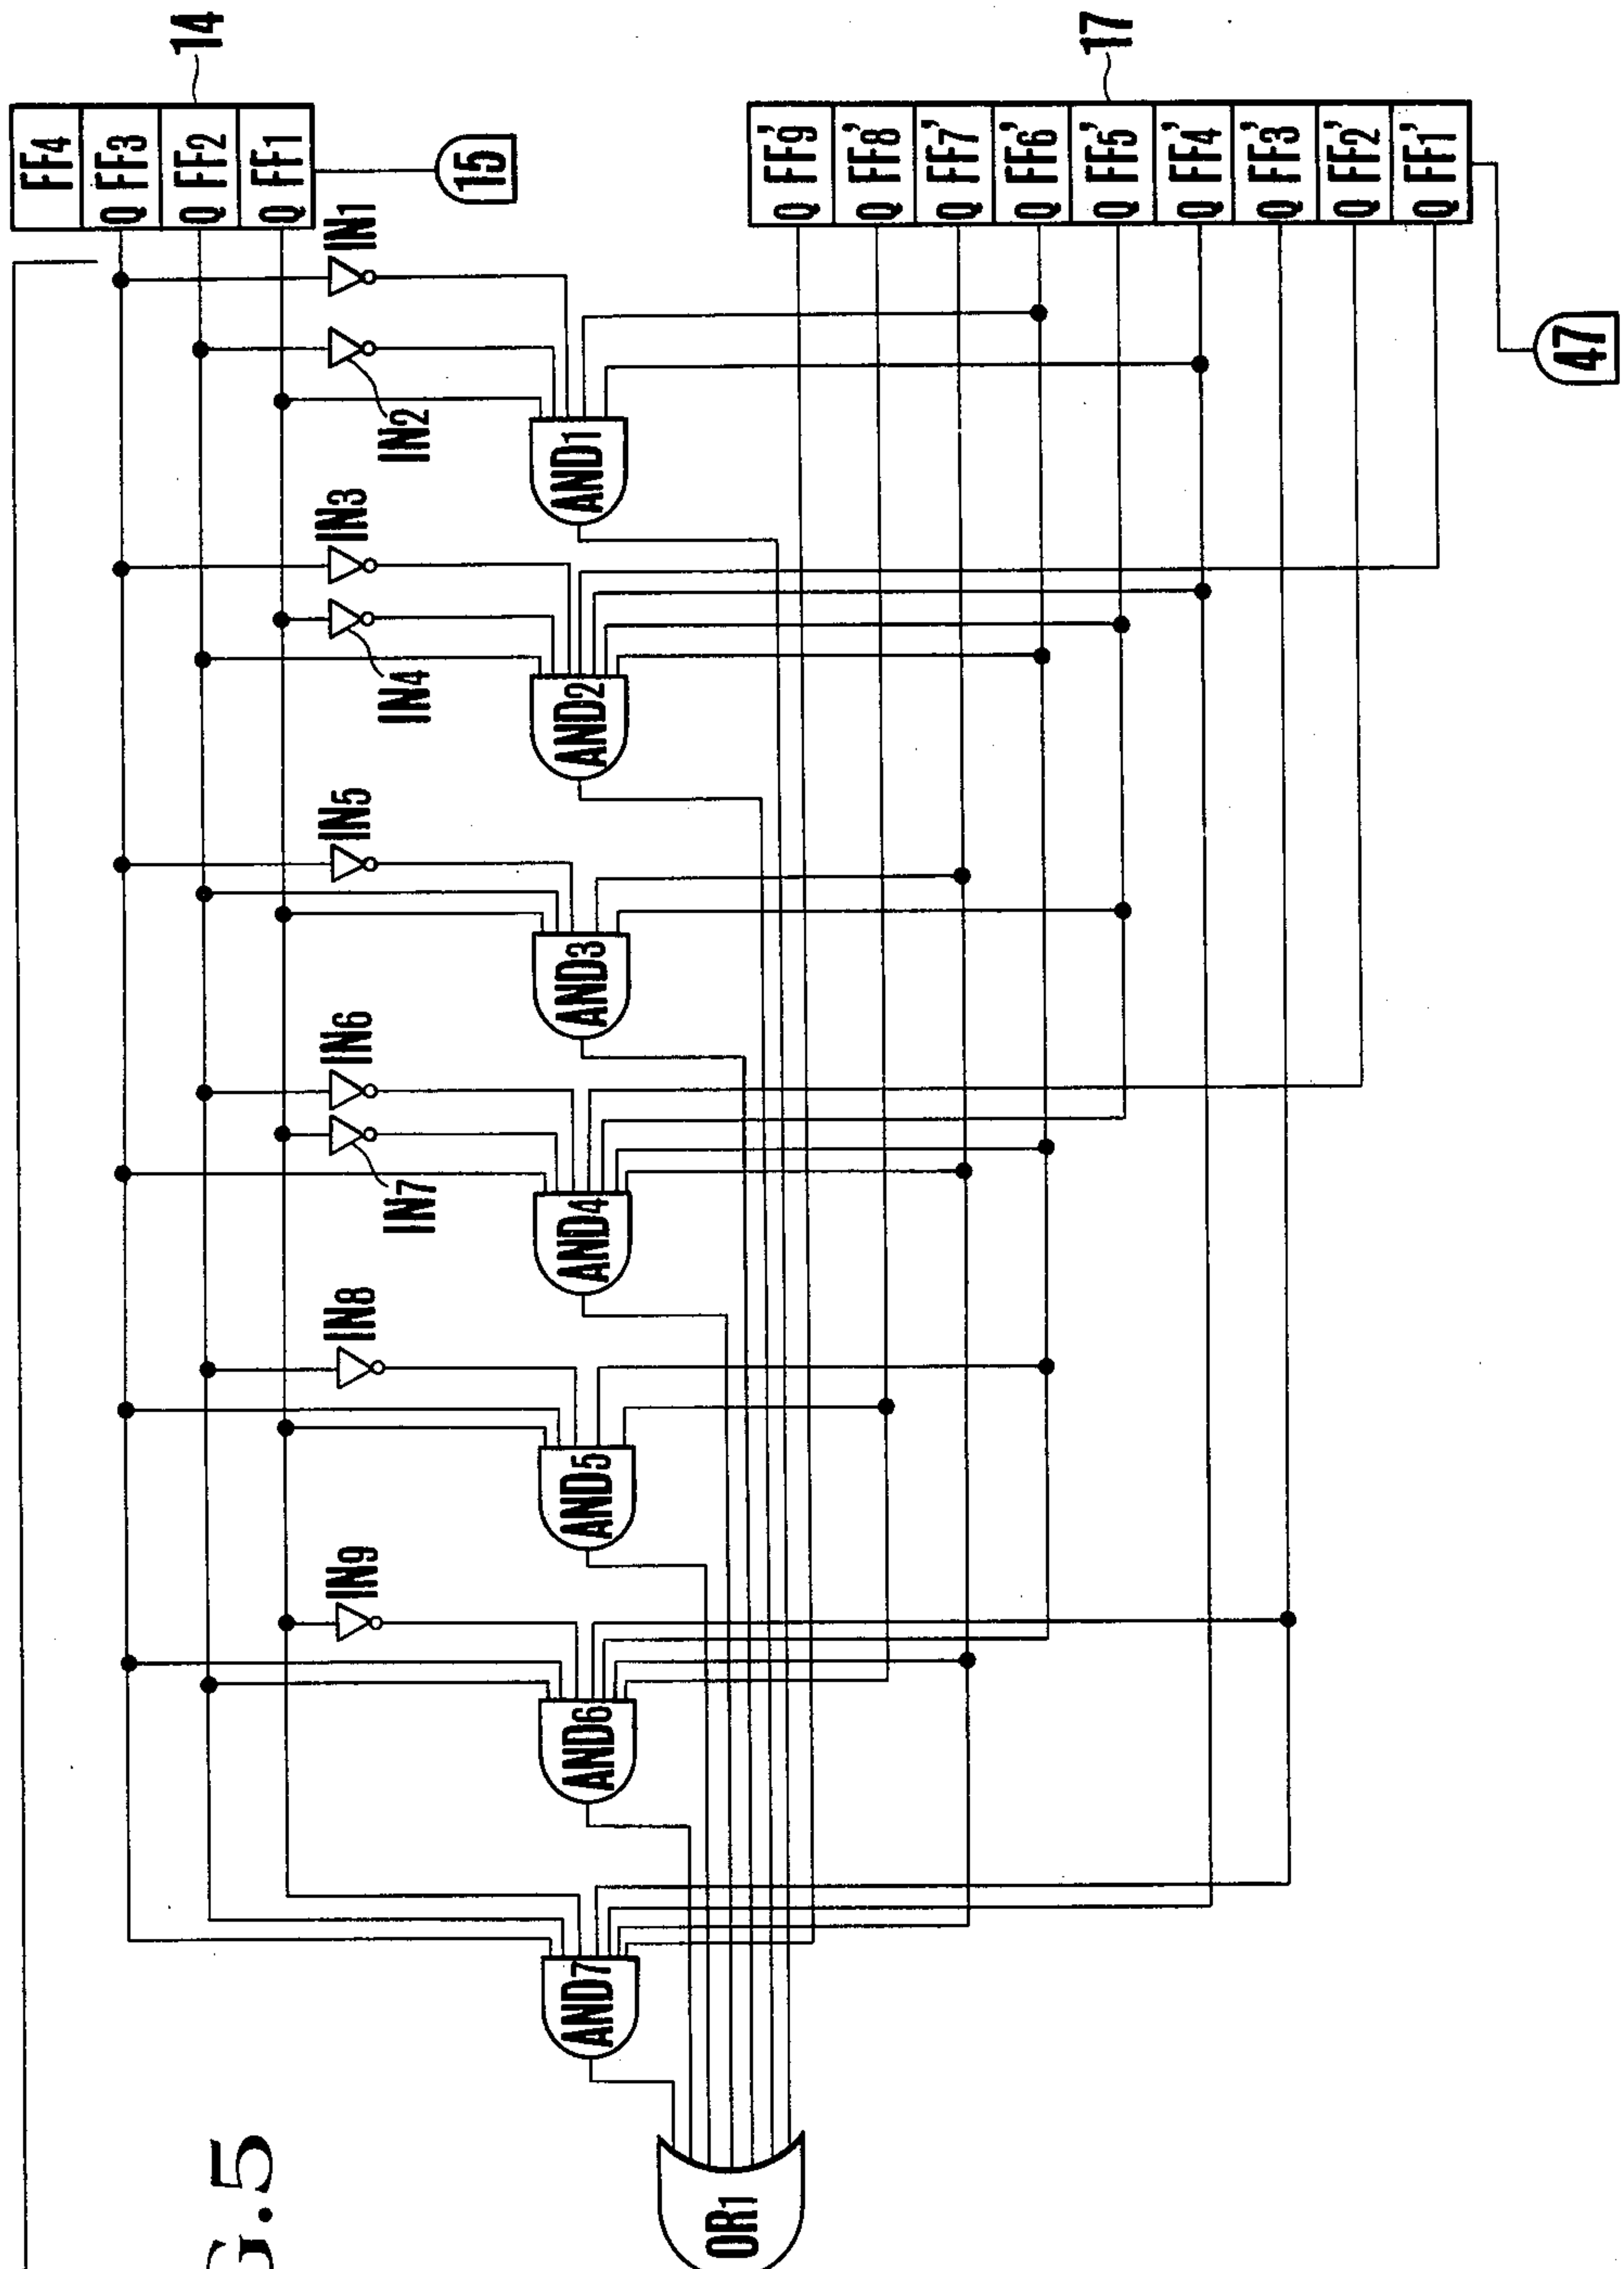 FF4
Q FF3
Q FF2
Q FF1
14
15
IN1
IN2
IN3
IN4
IN5
IN6
IN7
IN8
IN9
AND1
AND2
AND3
AND4
AND5
AND6
AND7
OR1
Q FF9'
Q FF8'
Q FF7'
Q FF6'
Q FF5'
Q FF4'
Q FF3'
Q FF2'
Q FF1'
17
47
G.5